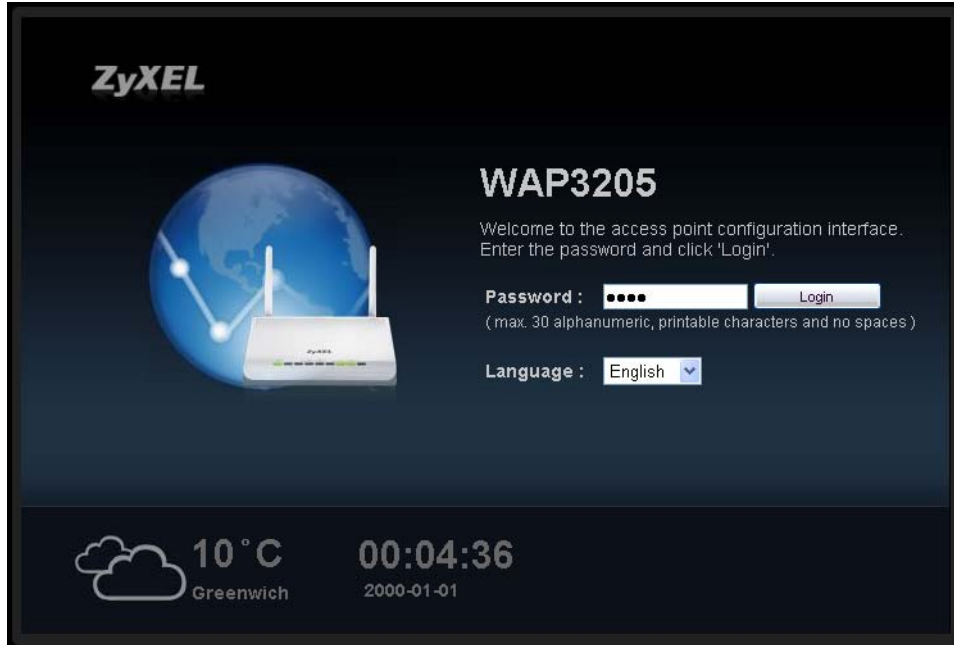 ZyXEL
WAP3205
Welcome to the access point configuration interface.
Enter the password and click 'Login'.
Password : ●●●● Login
( max. 30 alphanumeric, printable characters and no spaces )
Language : English
ZyXEL
10°C
Greenwich
00:04:36
2000-01-01